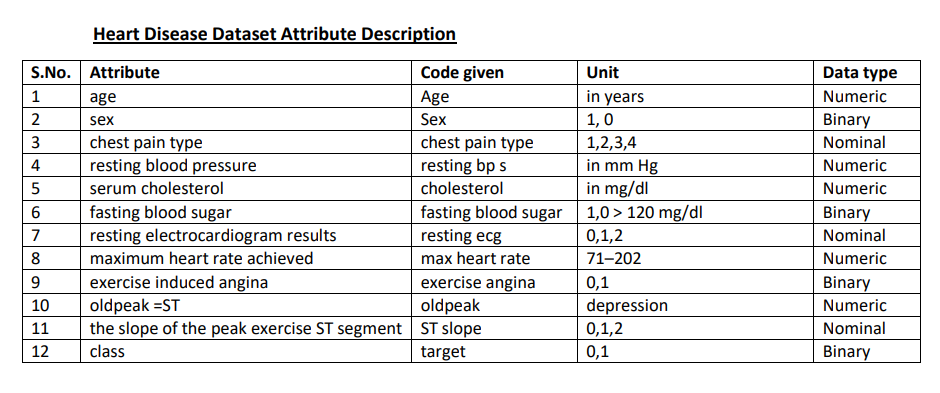 Heart Disease Dataset Attribute Description
S.No. Attribute Code given Unit Data type
1 age Age in years Numeric
2 sex Sex 1, 0 Binary
3 chest pain type chest pain type 1,2,3,4 Nominal
4 resting blood pressure resting bp s in mm Hg Numeric
5 serum cholesterol cholesterol in mg/dl Numeric
6 fasting blood sugar fasting blood sugar 1,0 > 120 mg/dl Binary
7 resting electrocardiogram results resting ecg 0,1,2 Nominal
8 maximum heart rate achieved max heart rate 71–202 Numeric
9 exercise induced angina exercise angina 0,1 Binary
10 oldpeak =ST oldpeak depression Numeric
11 the slope of the peak exercise ST segment ST slope 0,1,2 Nominal
12 class target 0,1 Binary